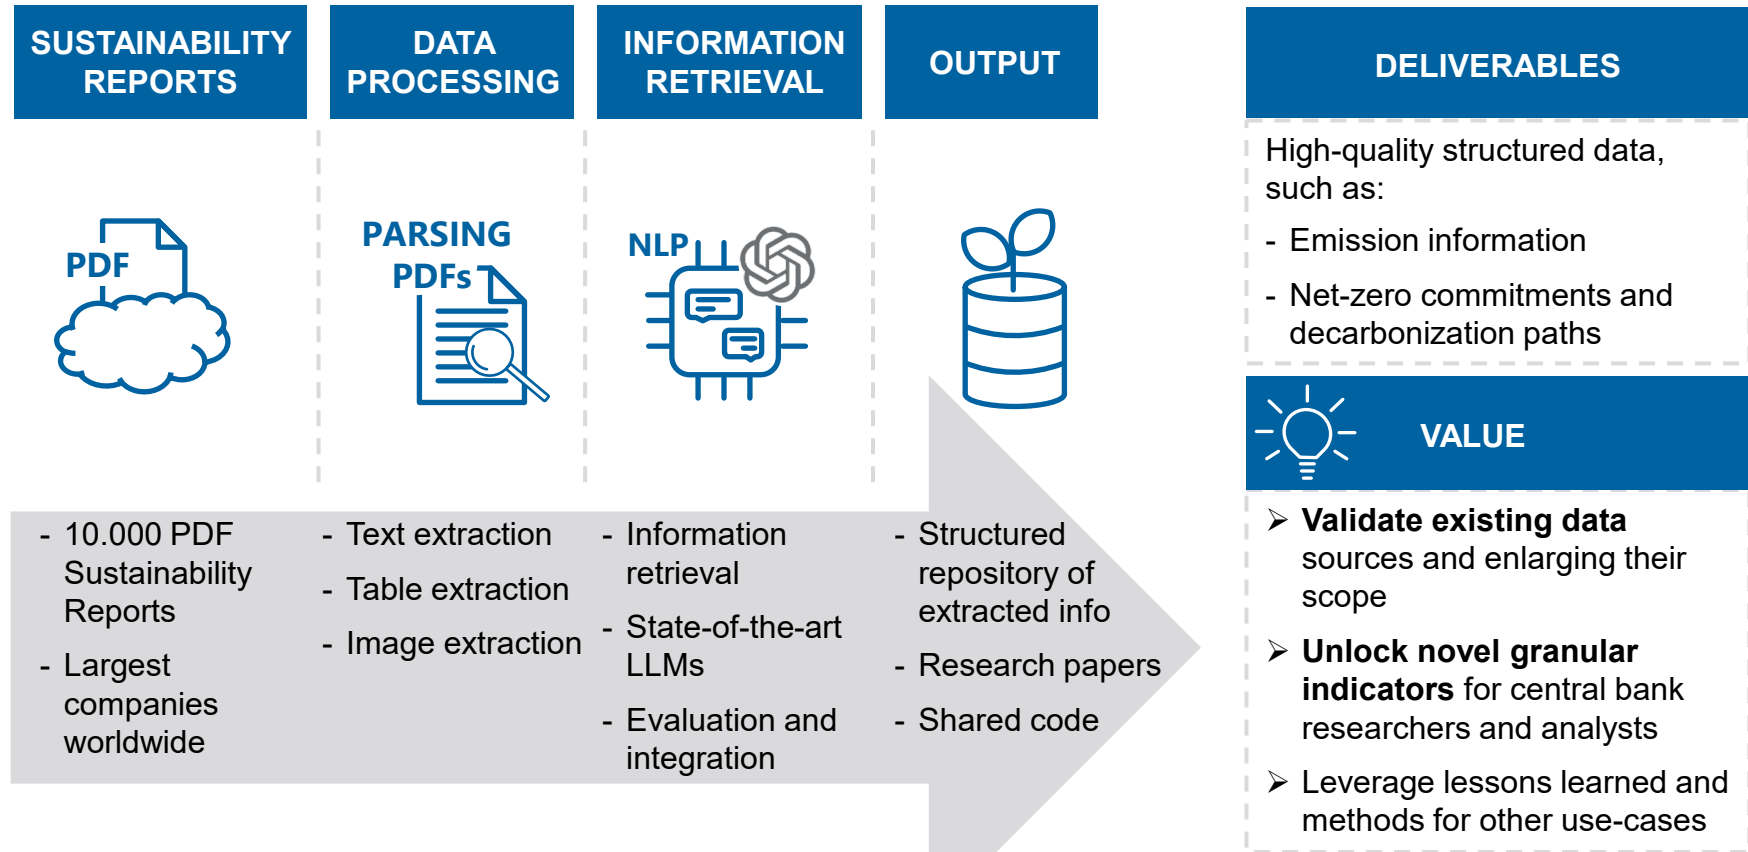 SUSTAINABILITY
REPORTS
DATA
PROCESSING
INFORMATION
RETRIEVAL
OUTPUT
PDF
PARSING
PDFs
NLP
- 10.000 PDF
Sustainability
Reports
- Largest
companies
worldwide
- Text extraction
- Table extraction
- Image extraction
- Information
retrieval
- State-of-the-art
LLMs
- Evaluation and
integration
- Structured
repository of
extracted info
- Research papers
- Shared code
DELIVERABLES
High-quality structured data,
such as:
- Emission information
- Net-zero commitments and
decarbonization paths
VALUE
➢ Validate existing data
sources and enlarging their
scope
➢ Unlock novel granular
indicators for central bank
researchers and analysts
➢ Leverage lessons learned and
methods for other use-cases